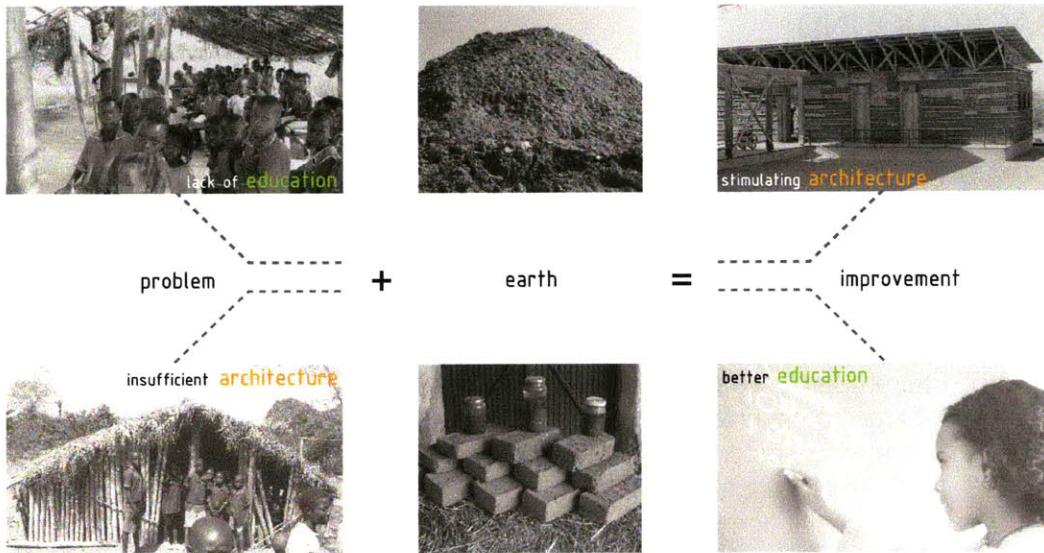 lack of education
stimulating architecture
problem + earth = improvement
insufficient architecture
better education